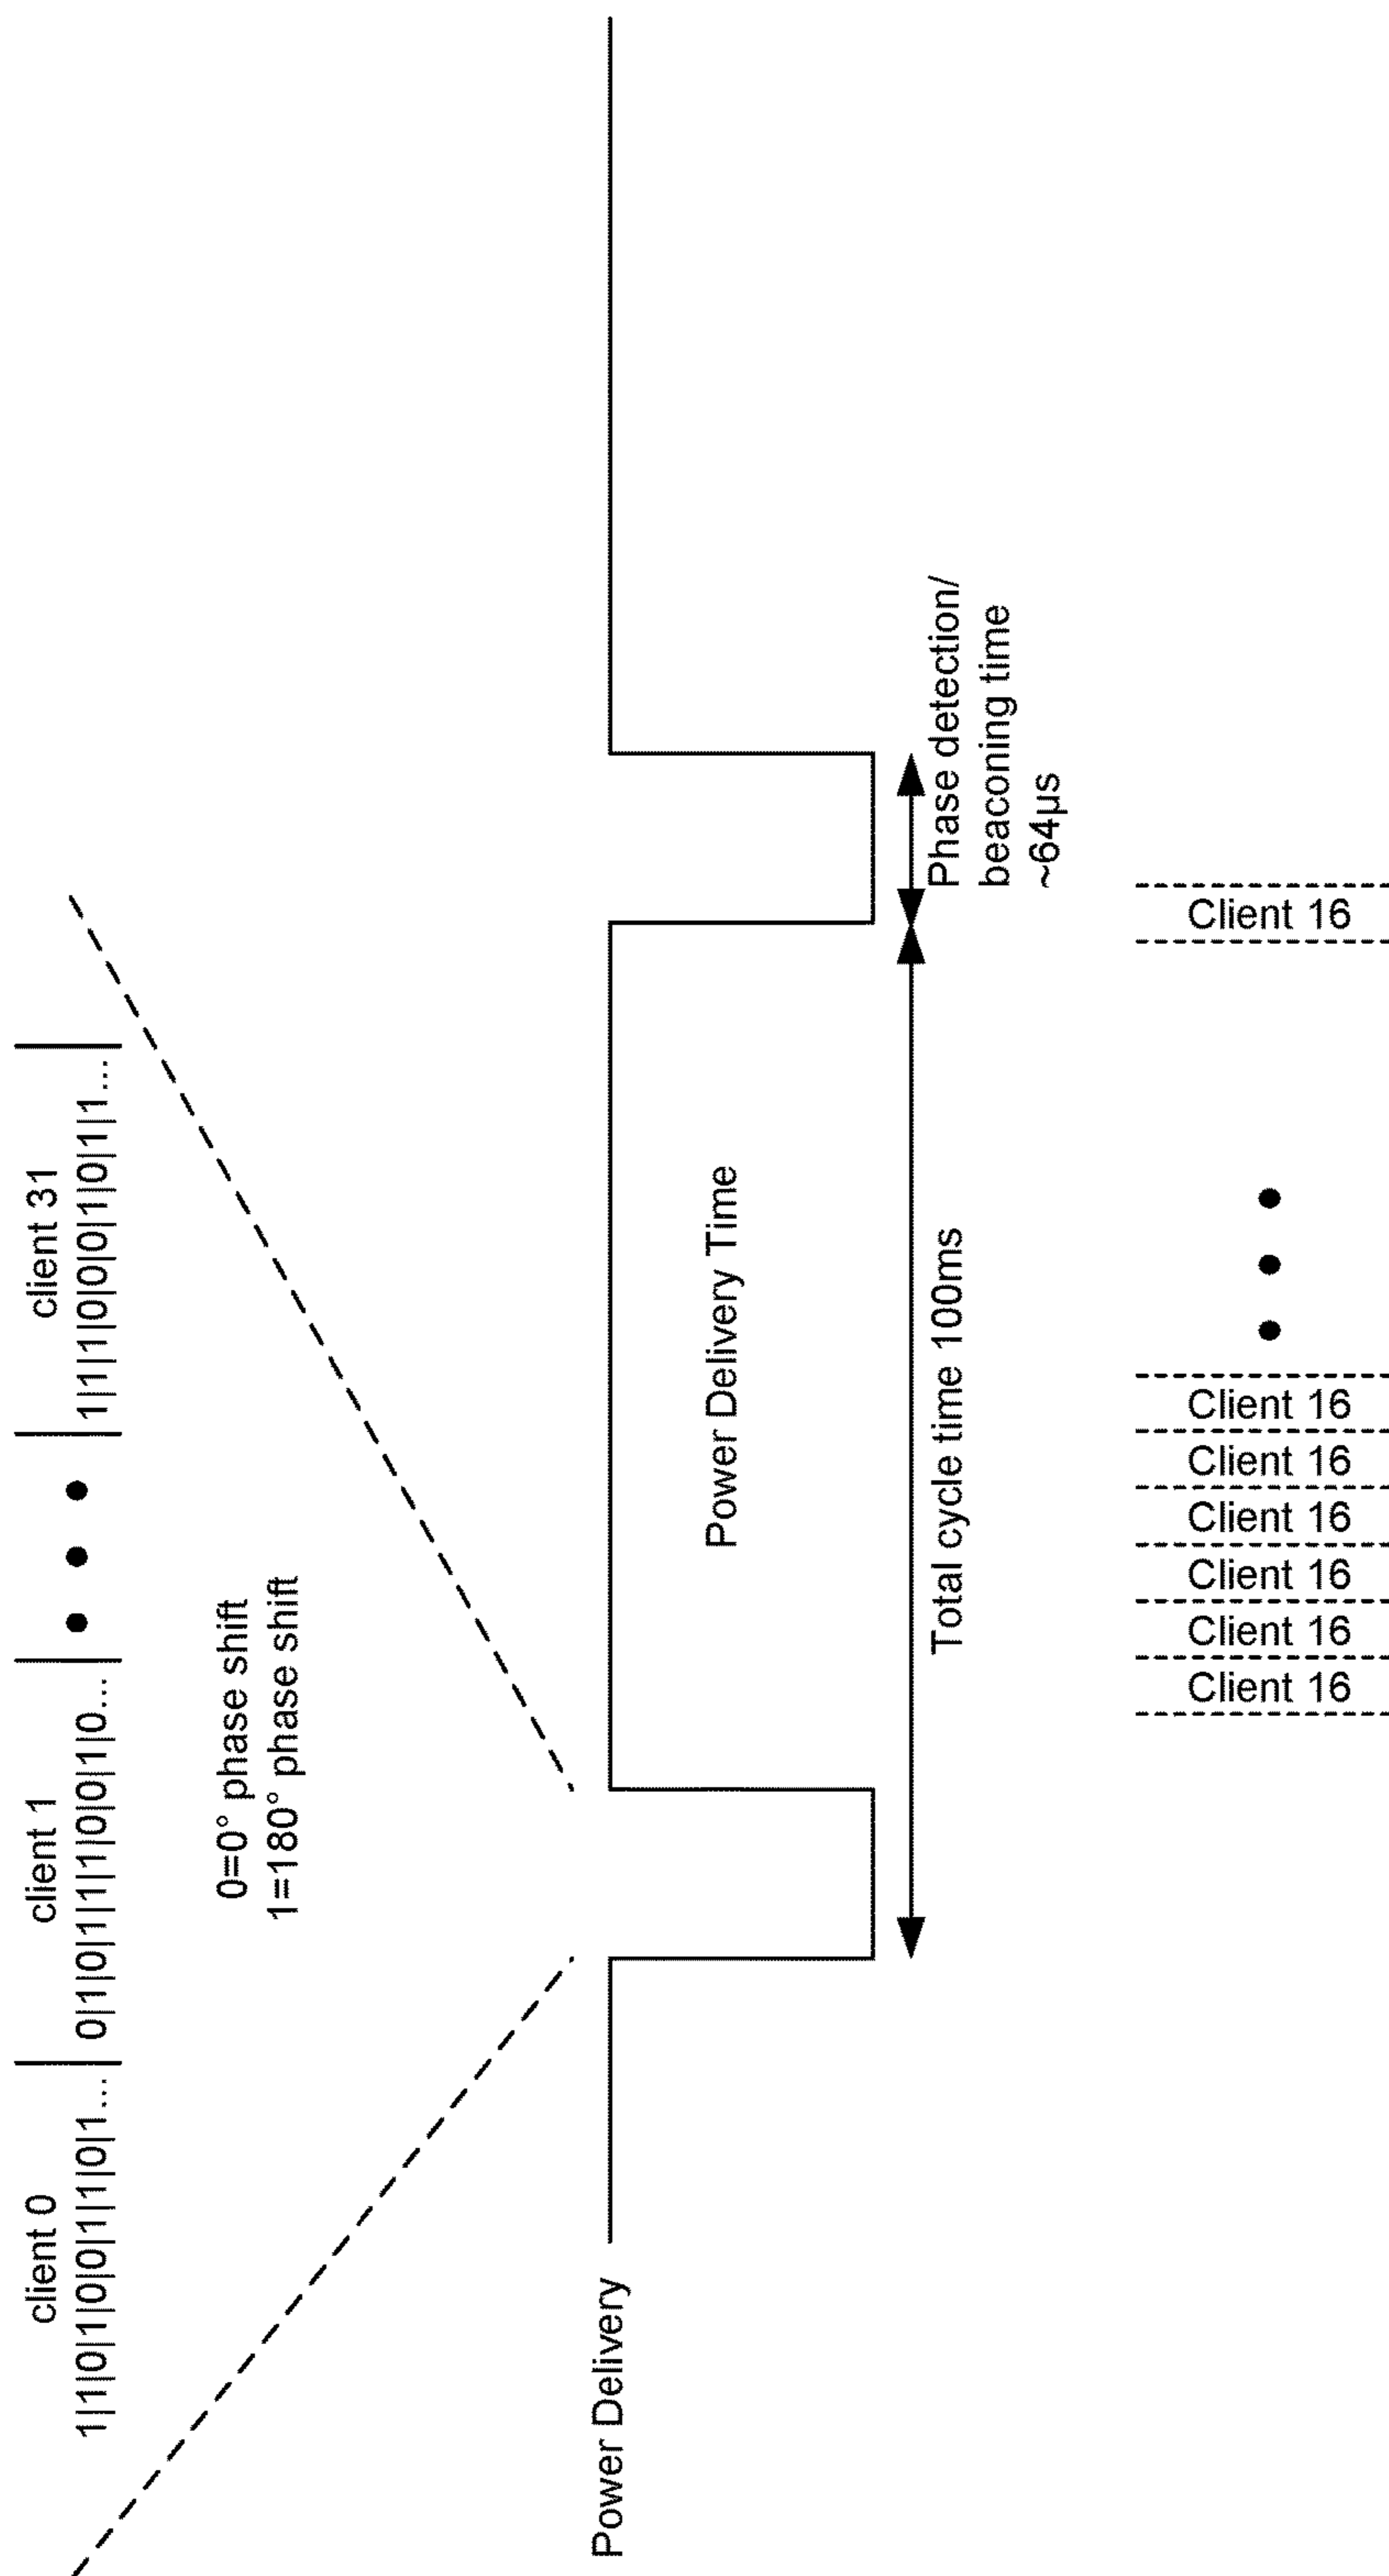 client 0
1|1|0|1|0|0|1|1|0|1...
client 1
0|1|0|1|1|1|0|0|1|0...
client 31
1|1|1|0|0|0|1|0|1|1...
0=0° phase shift
1=180° phase shift
Power Delivery
Power Delivery Time
Total cycle time 100ms
Phase detection/
beaconing time
~64μs
Client 16
Client 16
Client 16
Client 16
Client 16
Client 16
Client 16